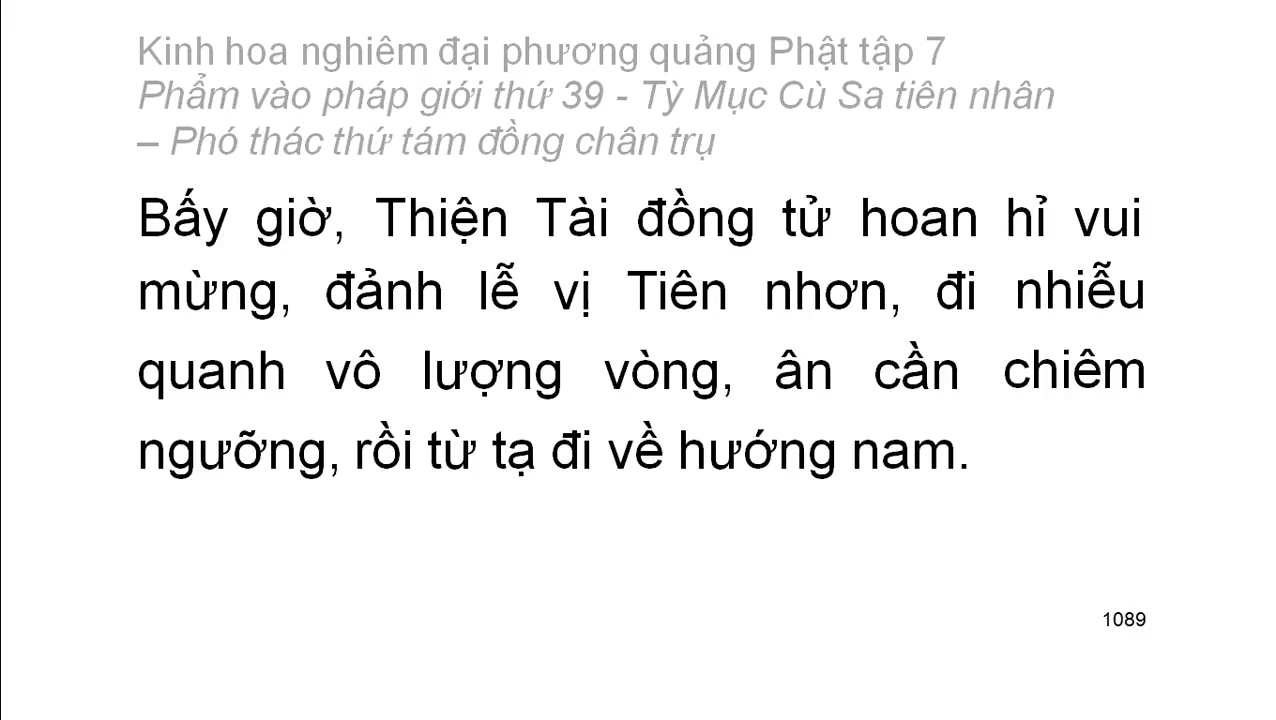 Kinh hoa nghiêm đại phương quảng Phật tập 7
Phẩm vào pháp giới thứ 39 - Tỳ Mục Cù Sa tiên nhân
– Phó thác thứ tám đồng chân trụ
Bấy giờ, Thiện Tài đồng tử hoan hỉ vui
mừng, đảnh lễ vị Tiên nhơn, đi nhiễu
quanh vô lượng vòng, ân cần chiêm
ngưỡng, rồi từ tạ đi về hướng nam.
1089